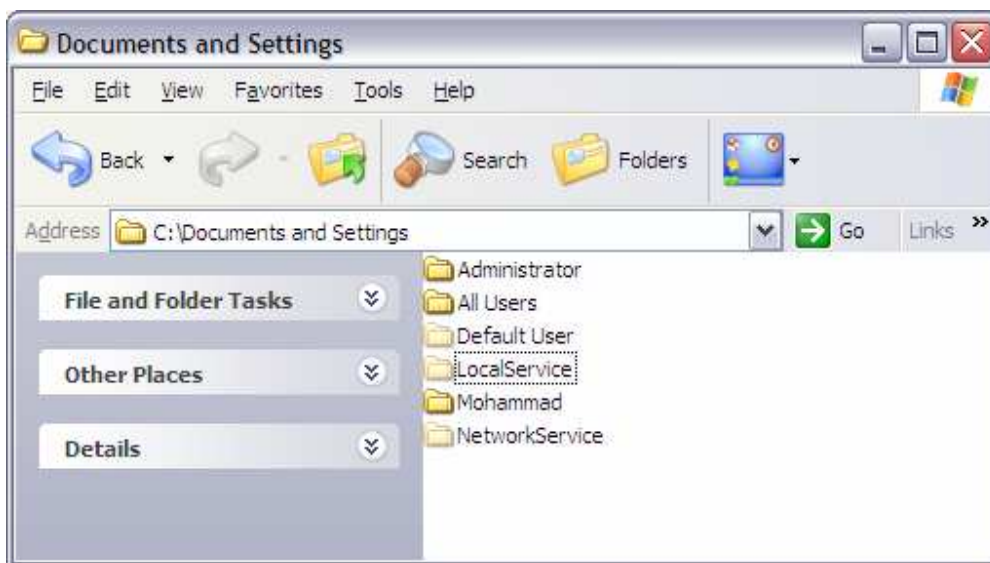 Documents and Settings
File Edit View Favorites Tools Help
Back Search Folders
Address C:\Documents and Settings Go Links »
File and Folder Tasks
Other Places
Details
Administrator
All Users
Default User
LocalService
Mohammad
NetworkService